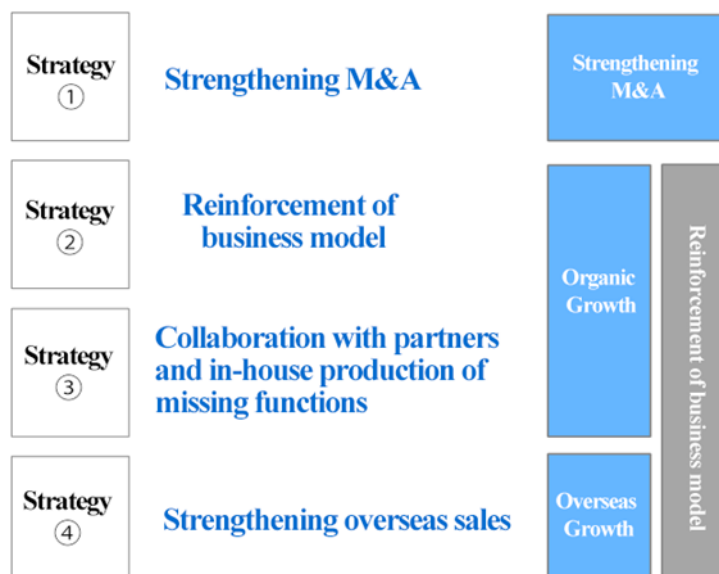 Strategy
①
Strengthening M&A
Strengthening
M&A
Strategy
②
Reinforcement of
business model
Strategy
③
Collaboration with partners
and in-house production of
missing functions
Organic
Growth
Reinforcement of business model
Strategy
④
Strengthening overseas sales
Overseas
Growth